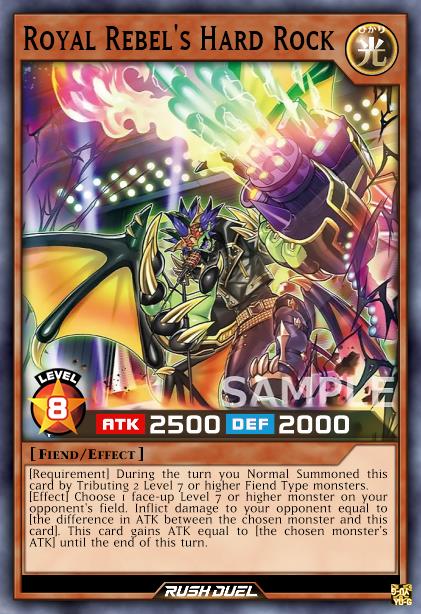 Royal Rebel's Hard Rock
ひかり
光
SAMPLE
LEVEL
8
ATK 2500 DEF 2000
[FIEND/EFFECT]
[Requirement] During the turn you Normal Summoned this
card by Tributing 2 Level 7 or higher Fiend Type monsters.
[Effect] Choose 1 face-up Level 7 or higher monster on your
opponent's field. Inflict damage to your opponent equal to
[the difference in ATK between the chosen monster and this
card]. This card gains ATK equal to [the chosen monster's
ATK] until the end of this turn.
RUSH DUEL